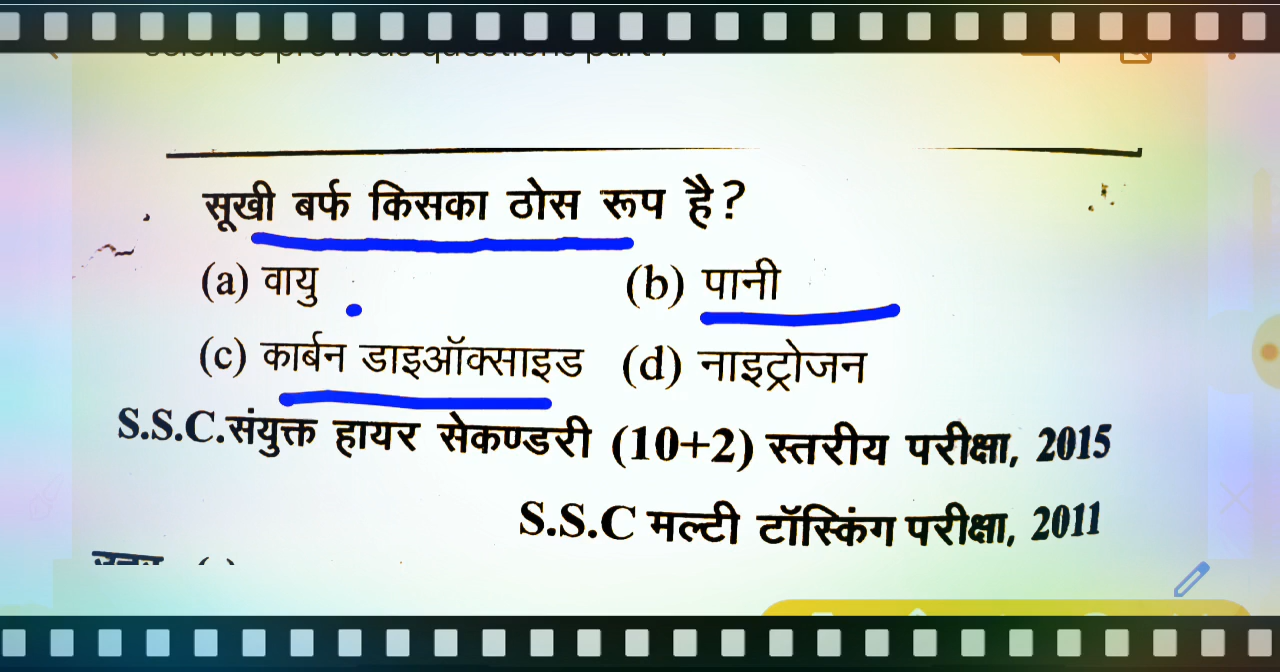 सूखी बर्फ किसका ठोस रूप है?
(a) वायु (b) पानी
(c) कार्बन डाइऑक्साइड (d) नाइट्रोजन
S.S.C.संयुक्त हायर सेकण्डरी (10+2) स्तरीय परीक्षा, 2015
S.S.C मल्टी टॉस्किंग परीक्षा, 2011